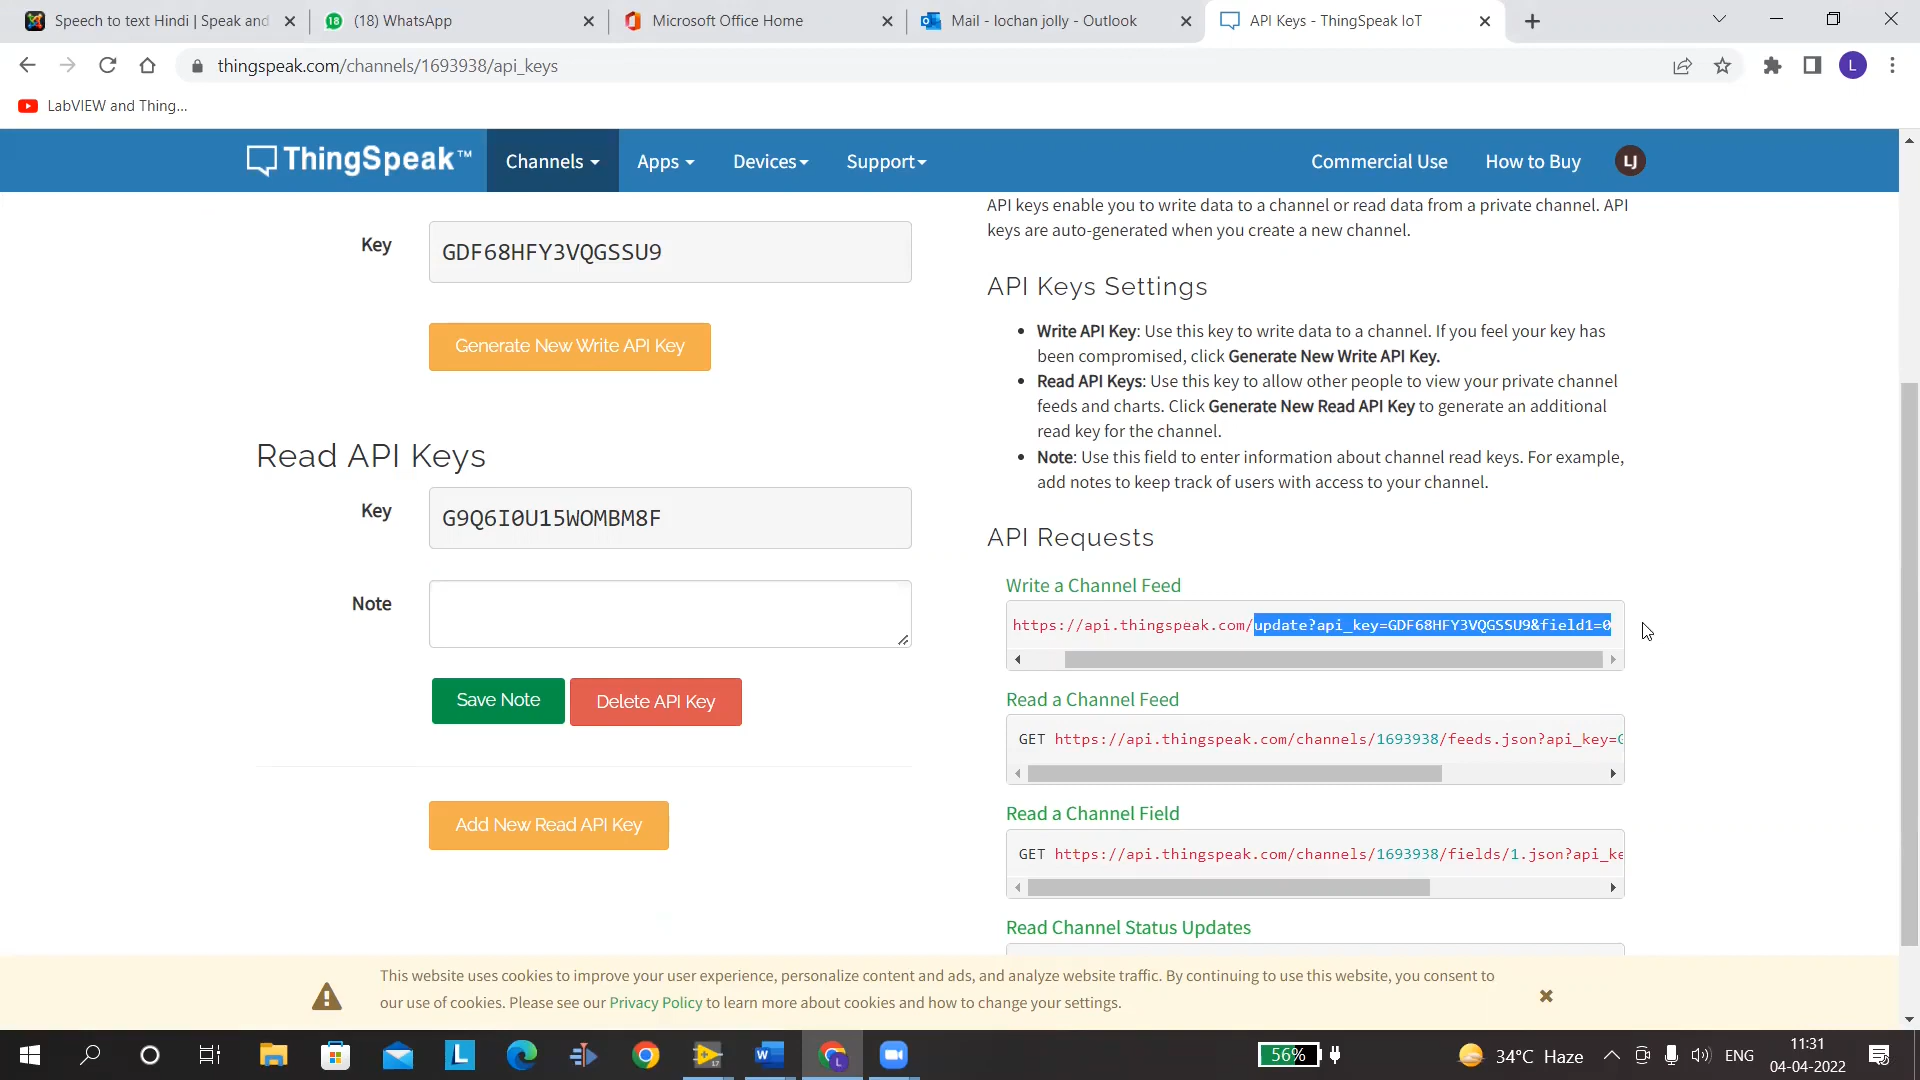 Speech to text Hindi | Speak and
(18) WhatsApp
Microsoft Office Home
Mail - lochan jolly - Outlook
API Keys - ThingSpeak IoT
thingspeak.com/channels/1693938/api_keys
L
LabVIEW and Thing...
ThingSpeak™
Channels
Apps
Devices
Support
Commercial Use
How to Buy
LJ
Key
GDF68HFY3VQGSSU9
Generate New Write API Key
Read API Keys
Key
G9Q6I0U15WOMBM8F
Note
Save Note
Delete API Key
Add New Read API Key
API keys enable you to write data to a channel or read data from a private channel. API
keys are auto-generated when you create a new channel.
API Keys Settings
Write API Key: Use this key to write data to a channel. If you feel your key has
been compromised, click Generate New Write API Key.
Read API Keys: Use this key to allow other people to view your private channel
feeds and charts. Click Generate New Read API Key to generate an additional
read key for the channel.
Note: Use this field to enter information about channel read keys. For example,
add notes to keep track of users with access to your channel.
API Requests
Write a Channel Feed
https://api.thingspeak.com/update?api_key=GDF68HFY3VQGSSU9&field1=0
Read a Channel Feed
GET https://api.thingspeak.com/channels/1693938/feeds.json?api_key=G
Read a Channel Field
GET https://api.thingspeak.com/channels/1693938/fields/1.json?api_ke
Read Channel Status Updates
This website uses cookies to improve your user experience, personalize content and ads, and analyze website traffic. By continuing to use this website, you consent to
our use of cookies. Please see our Privacy Policy to learn more about cookies and how to change your settings.
56%
34°C Haze
ENG
11:31
04-04-2022